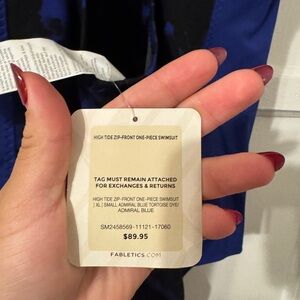 HIGH TIDE ZIP-FRONT ONE-PIECE SWIMSUIT
TAG MUST REMAIN ATTACHED
FOR EXCHANGES & RETURNS
HIGH TIDE ZIP-FRONT ONE-PIECE SWIMSUIT
| XL | SMALL ADMIRAL BLUE TORTOISE DYE/
ADMIRAL BLUE
SM2458569-11121-17060
$89.95
FABLETICS.COM